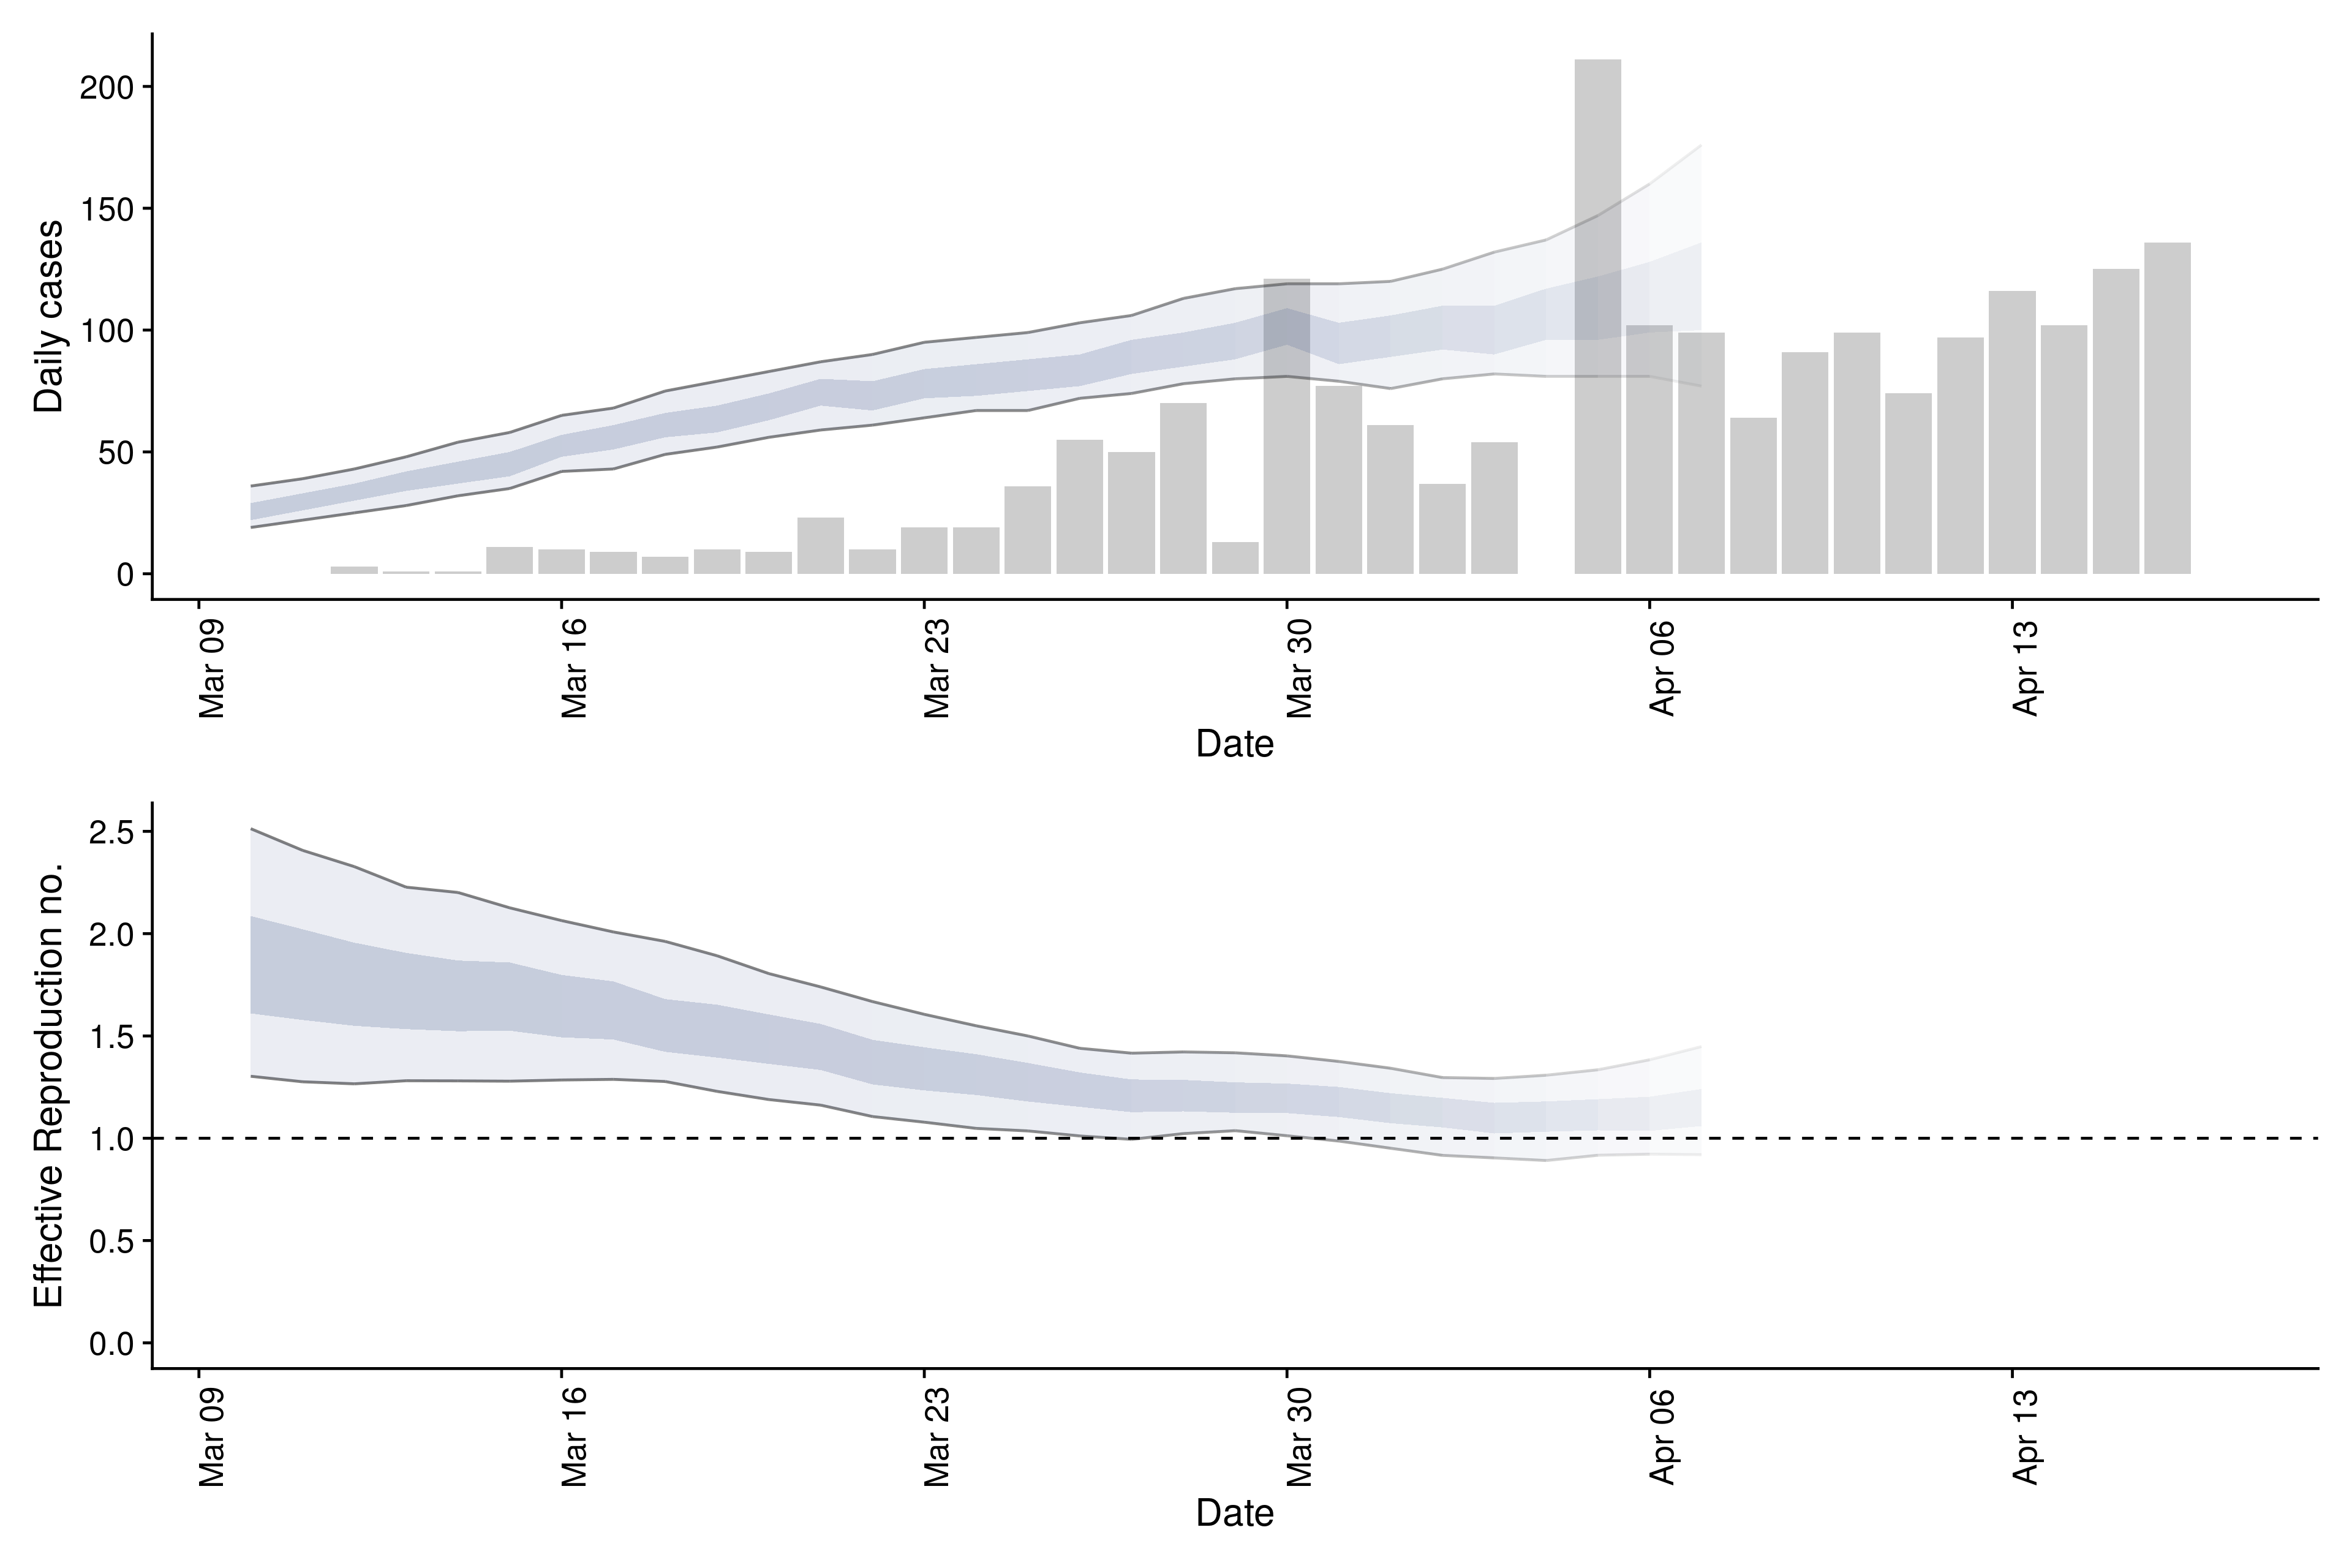 Daily cases
200
150
100
50
0
Mar 09
Mar 16
Mar 23
Mar 30
Apr 06
Apr 13
Date
Effective Reproduction no.
2.5
2.0
1.5
1.0
0.5
0.0
Mar 09
Mar 16
Mar 23
Mar 30
Apr 06
Apr 13
Date